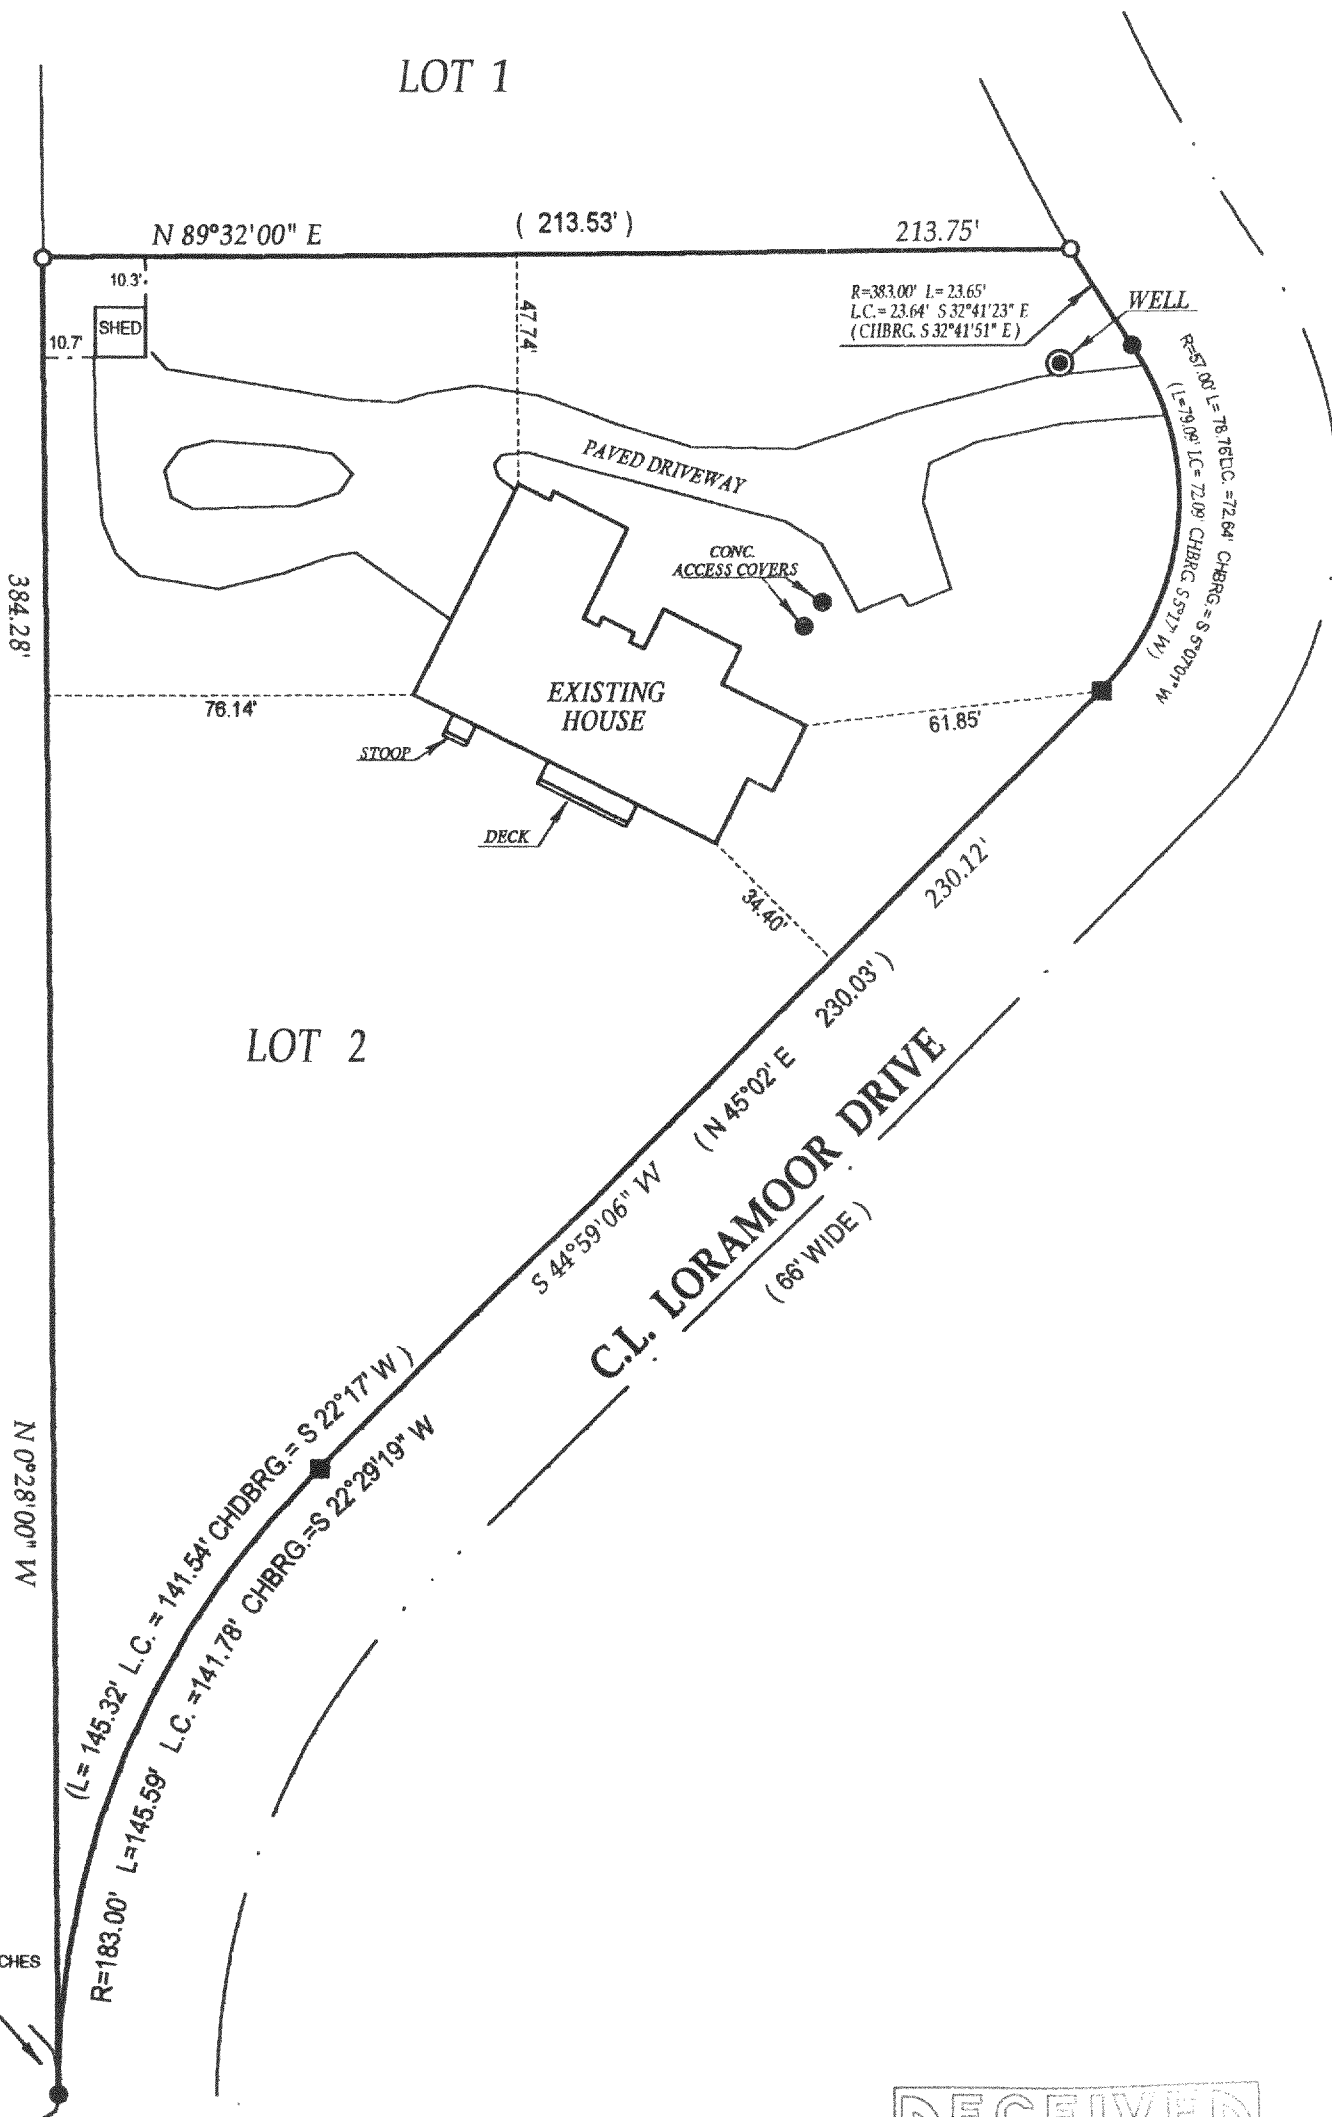 LOT 1
N 89°32'00" E
( 213.53' )
213.75'
10.3'
SHED
10.7'
47.74'
R=383.00' L= 23.65'
L.C.= 23.64' S 32°41'23" E
( CHBRG. S 32°41'51" E )
WELL
R=57.00' L= 78.76' L.C. =72.64' CHBRG.= S 5°07'01" W
( L=79.09' LC= 72.09' CHBRG S 5°17' W)
PAVED DRIVEWAY
CONC.
ACCESS COVERS
384.28'
76.14'
EXISTING
HOUSE
61.85'
STOOP
DECK
34.40'
230.12'
230.03' )
LOT 2
( N 45°02' E
S 44°59'06" W
C.L. LORAMOOR DRIVE
( 66' WIDE )
N 0°28'00" W
(L= 145.32' L.C. = 141.54' CHDBRG.= S 22°17' W )
R=183.00' L=145.59' L.C. =141.78' CHBRG.=S 22°29'19" W
CHES
RECEIVED